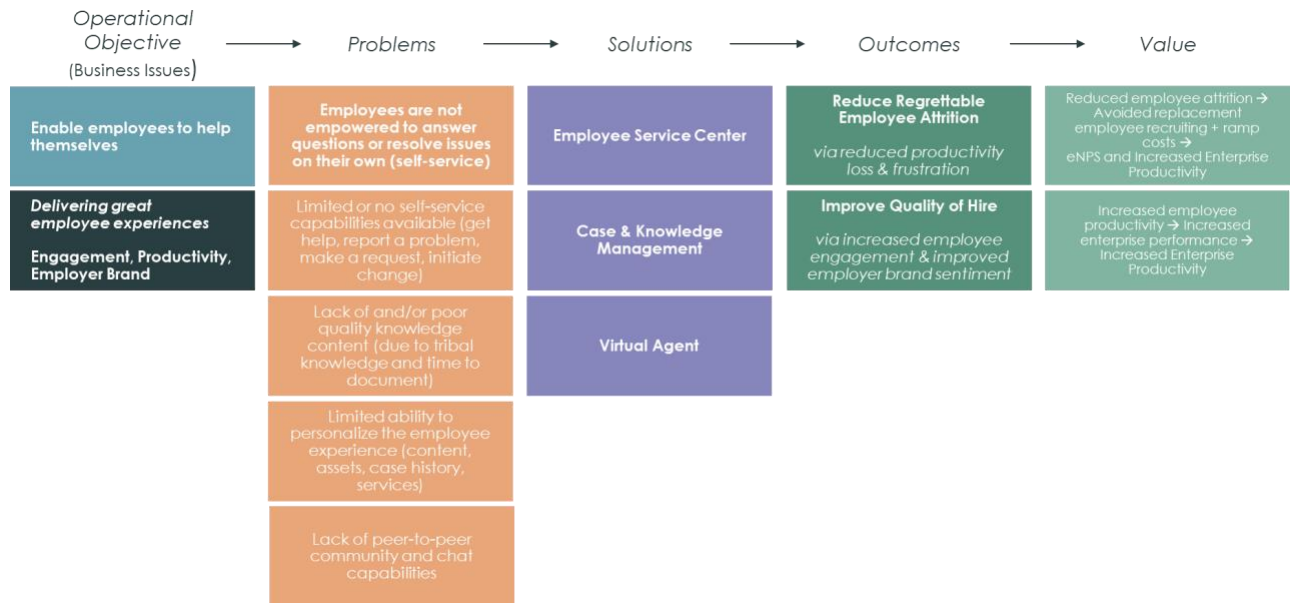 Operational
Objective
(Business Issues)
Problems
Solutions
Outcomes
Value
Enable employees to help
themselves
Delivering great
employee experiences
Engagement, Productivity,
Employer Brand
Employees are not
empowered to answer
questions or resolve issues
on their own (self-service)
Limited or no self-service
capabilities available (get
help, report a problem,
make a request, initiate
change)
Lack of and/or poor
quality knowledge
content (due to tribal
knowledge and time to
document)
Limited ability to
personalize the employee
experience (content,
assets, case history,
services)
Lack of peer-to-peer
community and chat
capabilities
Employee Service Center
Case & Knowledge
Management
Virtual Agent
Reduce Regrettable
Employee Attrition
via reduced productivity
loss & frustration
Improve Quality of Hire
via increased employee
engagement & improved
employer brand sentiment
Reduced employee attrition →
Avoided replacement
employee recruiting + ramp
costs →
eNPS and Increased Enterprise
Productivity
Increased employee
productivity → Increased
enterprise performance →
Increased Enterprise
Productivity